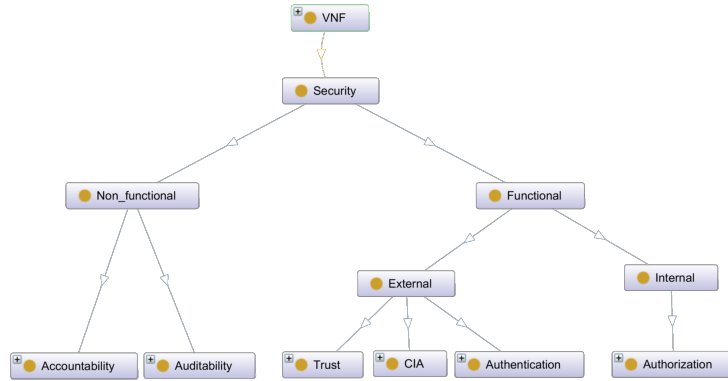 VNF
Security
Non_functional
Functional
External
Internal
Accountability
Auditability
Trust
CIA
Authentication
Authorization